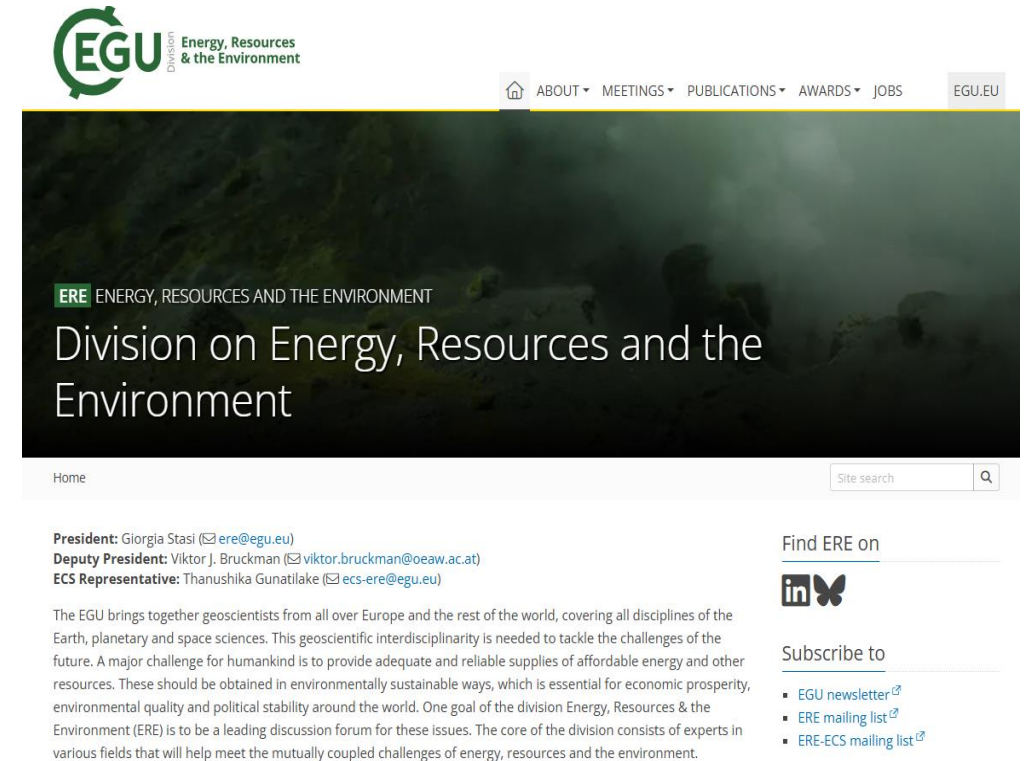 EGU Division Energy, Resources
& the Environment
ABOUT MEETINGS PUBLICATIONS AWARDS JOBS EGU.EU
ERE ENERGY, RESOURCES AND THE ENVIRONMENT
Division on Energy, Resources and the
Environment
Home
Site search
President: Giorgia Stasi (ere@egu.eu)
Deputy President: Viktor J. Bruckman (viktor.bruckman@oeaw.ac.at)
ECS Representative: Thanushika Gunatilake (ecs-ere@egu.eu)
The EGU brings together geoscientists from all over Europe and the rest of the world, covering all disciplines of the
Earth, planetary and space sciences. This geoscientific interdisciplinarity is needed to tackle the challenges of the
future. A major challenge for humankind is to provide adequate and reliable supplies of affordable energy and other
resources. These should be obtained in environmentally sustainable ways, which is essential for economic prosperity,
environmental quality and political stability around the world. One goal of the division Energy, Resources & the
Environment (ERE) is to be a leading discussion forum for these issues. The core of the division consists of experts in
various fields that will help meet the mutually coupled challenges of energy, resources and the environment.
Find ERE on
in
Subscribe to
EGU newsletter
ERE mailing list
ERE-ECS mailing list